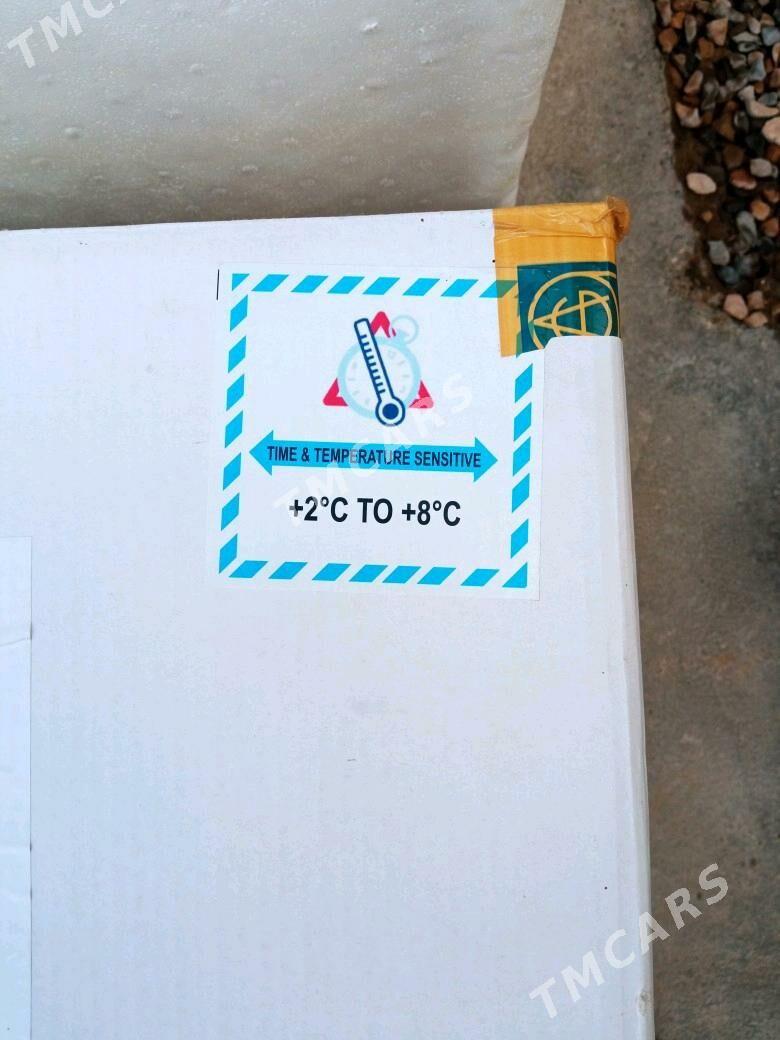 TMCARS
TIME & TEMPERATURE SENSITIVE
+2°C TO +8°C
TMCARS
TMCARS